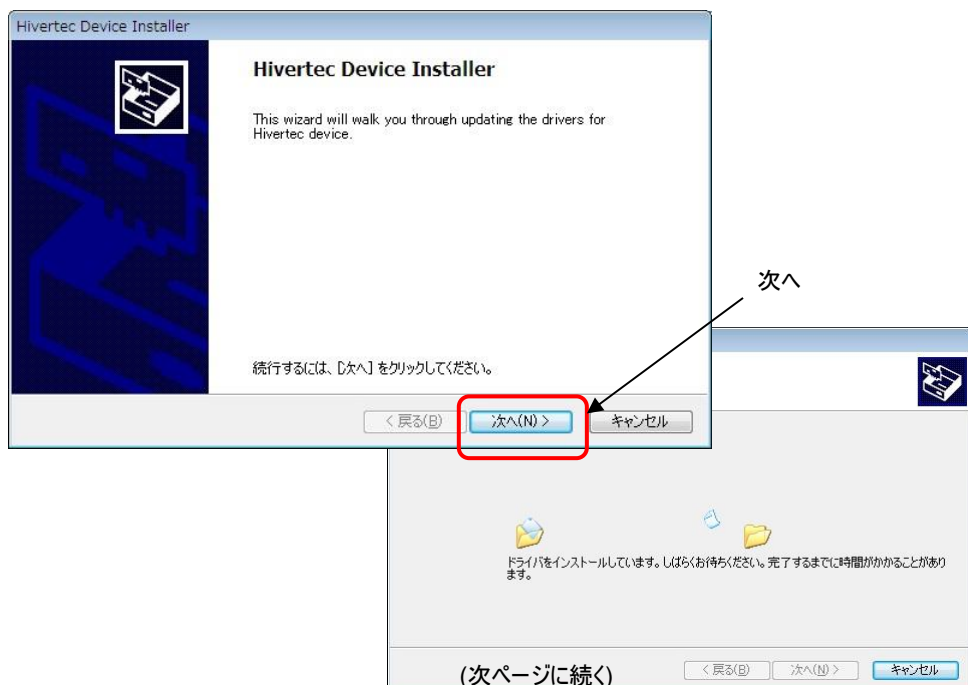 Hivertec Device Installer
Hivertec Device Installer
This wizard will walk you through updating the drivers for
Hivertec device.
続行するには、[次へ] をクリックしてください。
< 戻る(B)
次へ(N) >
キャンセル
次へ
ドライバをインストールしています。しばらくお待ちください。完了するまでに時間がかかることがあり
ます。
< 戻る(B)
次へ(N) >
キャンセル
(次ページに続く)